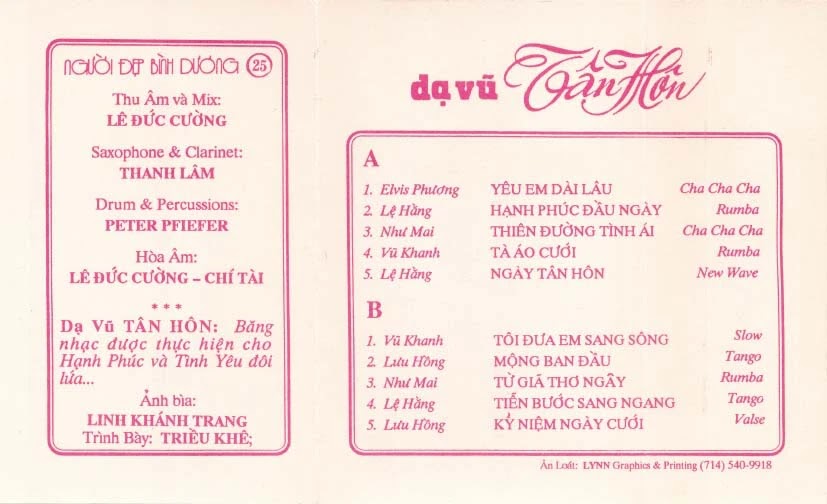 NGƯỜI ĐẸP BÌNH DƯƠNG 25
Thu Âm và Mix:
LÊ ĐỨC CƯỜNG
Saxophone & Clarinet:
THANH LÂM
Drum & Percussions:
PETER PFIEFER
Hòa Âm:
LÊ ĐỨC CƯỜNG – CHÍ TÀI
* * *
Dạ Vũ TÂN HÔN: Băng
nhạc được thực hiện cho
Hạnh Phúc và Tình Yêu đôi
lứa...
Ảnh bìa:
LINH KHÁNH TRANG
Trình Bày: TRIỀU KHÊ;
dạ vũ Tân Hôn
A
1. Elvis Phương YÊU EM DÀI LÂU Cha Cha Cha
2. Lệ Hằng HẠNH PHÚC ĐẦU NGÀY Rumba
3. Như Mai THIÊN ĐƯỜNG TÌNH ÁI Cha Cha Cha
4. Vũ Khanh TÀ ÁO CƯỚI Rumba
5. Lệ Hằng NGÀY TÂN HÔN New Wave
B
1. Vũ Khanh TÔI ĐƯA EM SANG SÔNG Slow
2. Lưu Hồng MỘNG BAN ĐẦU Tango
3. Như Mai TỪ GIÃ THƠ NGÂY Rumba
4. Lệ Hằng TIỄN BƯỚC SANG NGANG Tango
5. Lưu Hồng KỶ NIỆM NGÀY CƯỚI Valse
Ấn Loát: LYNN Graphics & Printing (714) 540-9918